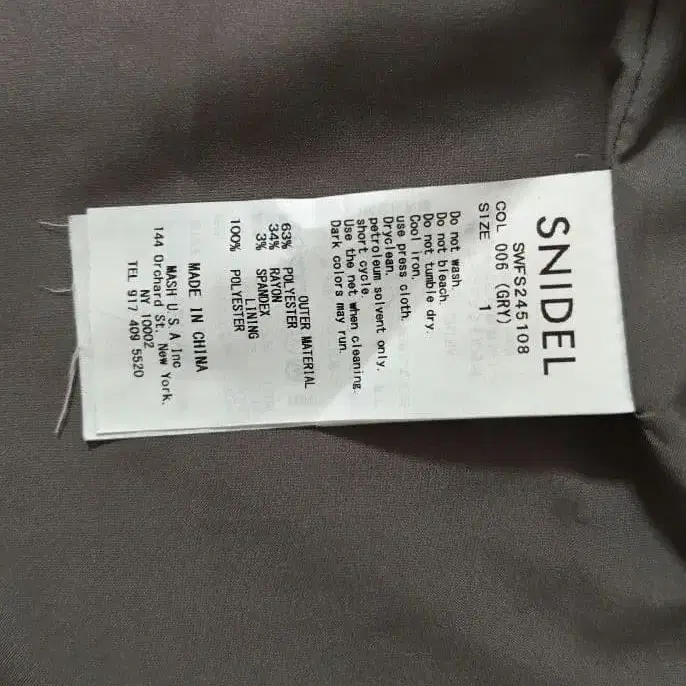 SNIDEL
SWFS245108
COL 006 (GRY)
SIZE 1
Do not wash.
Do not bleach.
Do not tumble dry.
Cool iron.
use press cloth.
Dryclean.
petroleum solvent only.
short cycle.
Use the net when cleaning.
Dark colors may run.
OUTER MATERIAL
63% POLYESTER
34% RAYON
3% SPANDEX
LINING
100% POLYESTER
MADE IN CHINA
MASH U.S.A Inc
144 Orchard St. New York.
NY 10002
TEL 917 409 5520